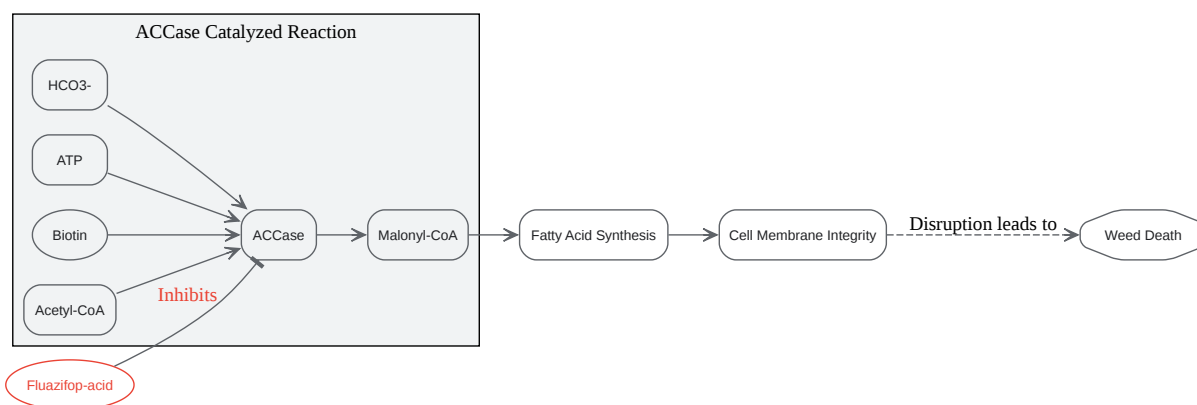 ACCase Catalyzed Reaction
HCO3-
ATP
Biotin
ACCase
Malonyl-CoA
Fatty Acid Synthesis
Cell Membrane Integrity
Disruption leads to
Weed Death
Acetyl-CoA
Inhibits
Fluazifop-acid